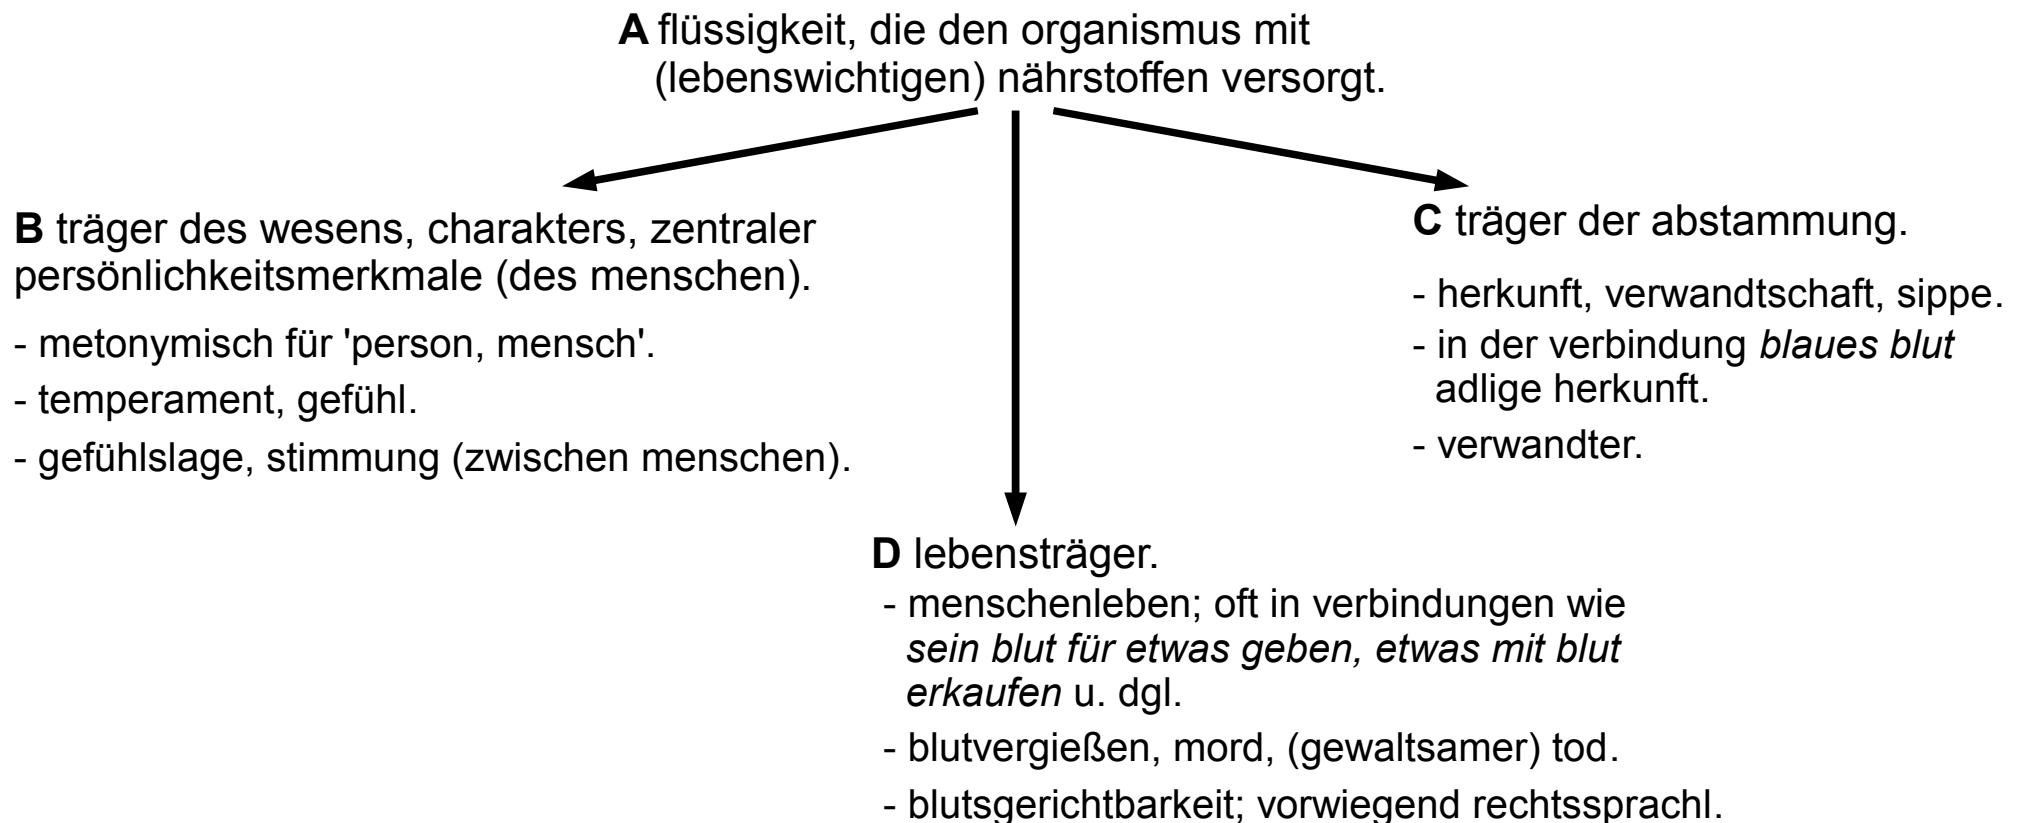 A flüssigkeit, die den organismus mit
(lebenswichtigen) nährstoffen versorgt.
B träger des wesens, charakters, zentraler
persönlichkeitsmerkmale (des menschen).
- metonymisch für 'person, mensch'.
- temperament, gefühl.
- gefühlslage, stimmung (zwischen menschen).
C träger der abstammung.
- herkunft, verwandtschaft, sippe.
- in der verbindung blaues blut
adlige herkunft.
- verwandter.
D lebensträger.
- menschenleben; oft in verbindungen wie
sein blut für etwas geben, etwas mit blut
erkaufen u. dgl.
- blutvergießen, mord, (gewaltsamer) tod.
- blutsgerichtbarkeit; vorwiegend rechtssprachl.